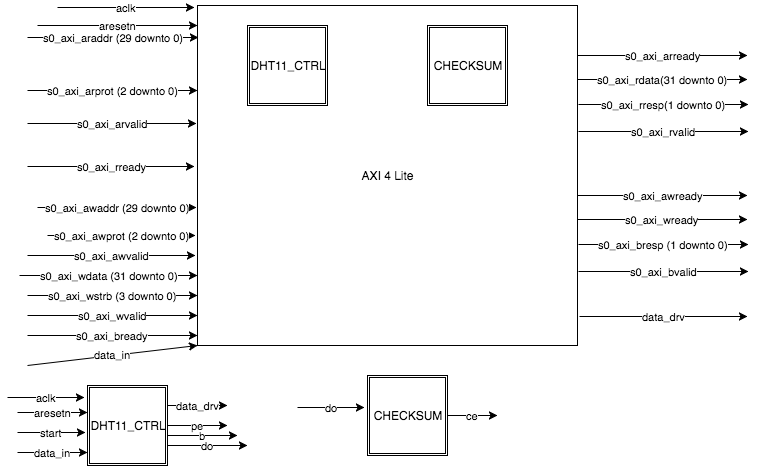 aclk
aresetn
s0_axi_araddr (29 downto 0)
s0_axi_arprot (2 downto 0)
s0_axi_arvalid
s0_axi_rready
s0_axi_awaddr (29 downto 0)
s0_axi_awprot (2 downto 0)
s0_axi_awvalid
s0_axi_wdata (31 downto 0)
s0_axi_wstrb (3 downto 0)
s0_axi_wvalid
s0_axi_bready
data_in
DHT11_CTRL
CHECKSUM
AXI 4 Lite
s0_axi_arready
s0_axi_rdata(31 downto 0)
s0_axi_rresp(1 downto 0)
s0_axi_rvalid
s0_axi_awready
s0_axi_wready
s0_axi_bresp (1 downto 0)
s0_axi_bvalid
data_drv
aclk
aresetn
start
data_in
DHT11_CTRL
data_drv
pe
b
do
do
CHECKSUM
ce